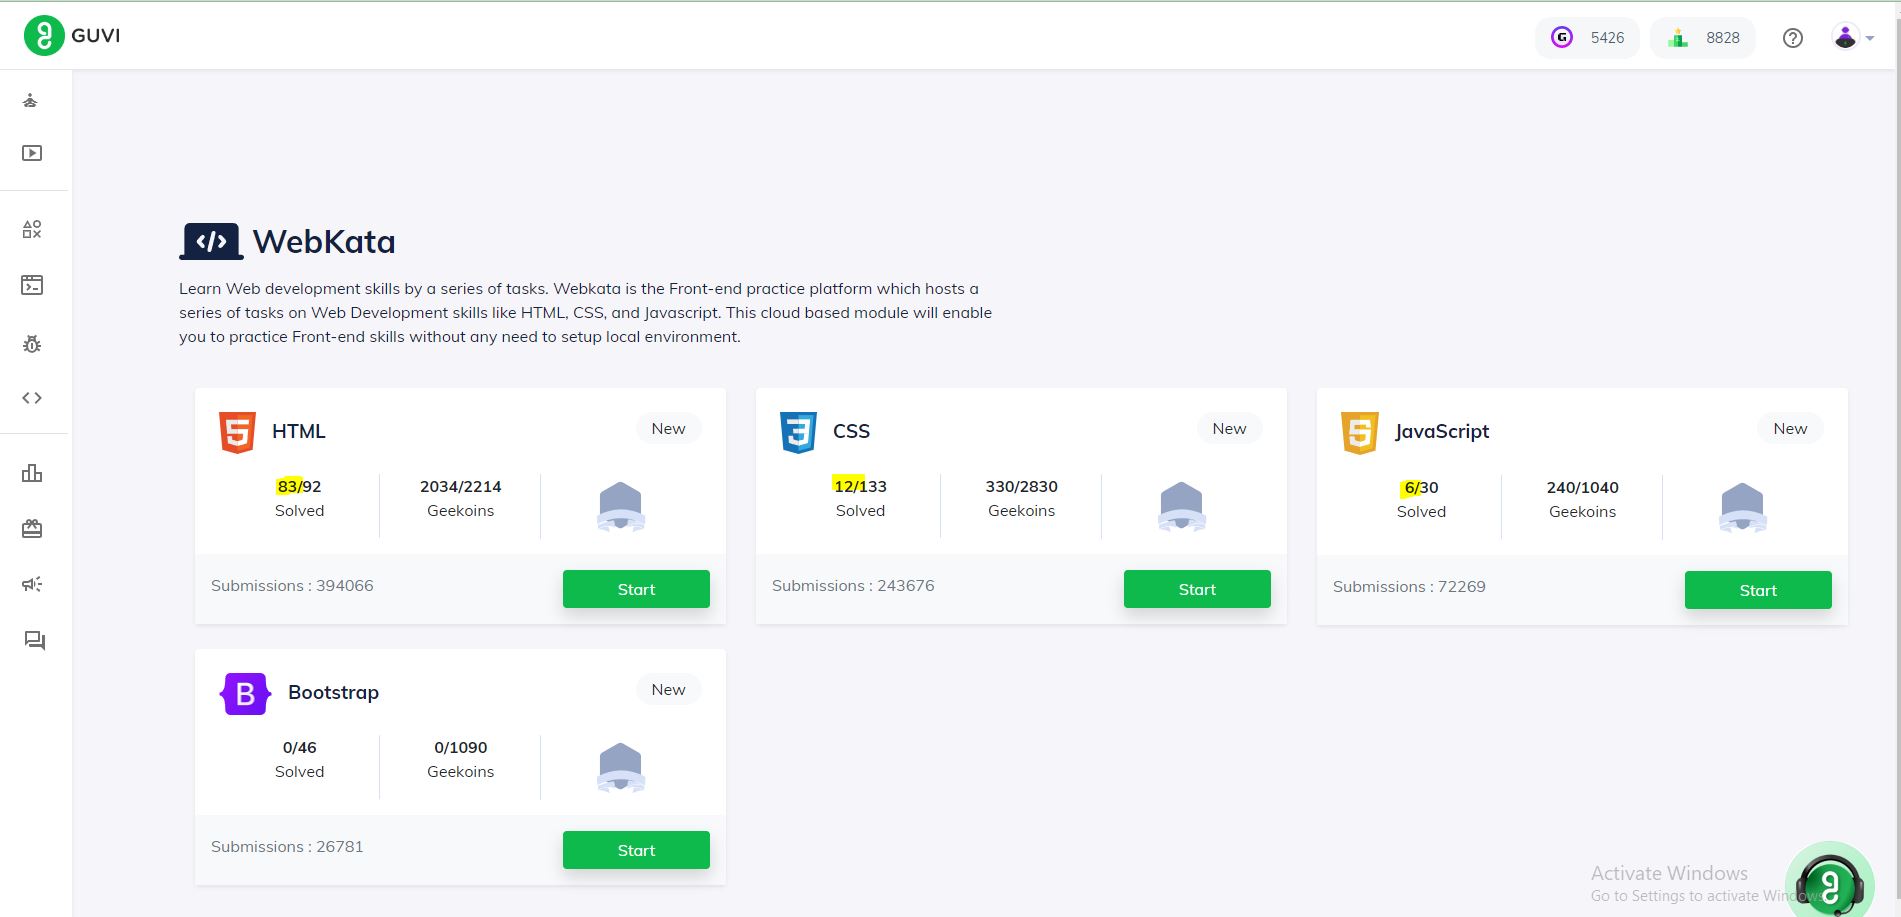 GUVI
5426
8828
WebKata
Learn Web development skills by a series of tasks. Webkata is the Front-end practice platform which hosts a
series of tasks on Web Development skills like HTML, CSS, and Javascript. This cloud based module will enable
you to practice Front-end skills without any need to setup local environment.
HTML
New
83/92
Solved
2034/2214
Geekoins
Submissions : 394066
Start
CSS
New
12/133
Solved
330/2830
Geekoins
Submissions : 243676
Start
JavaScript
New
6/30
Solved
240/1040
Geekoins
Submissions : 72269
Start
B
Bootstrap
New
0/46
Solved
0/1090
Geekoins
Submissions : 26781
Start
Activate Windows
Go to Settings to activate Windows.